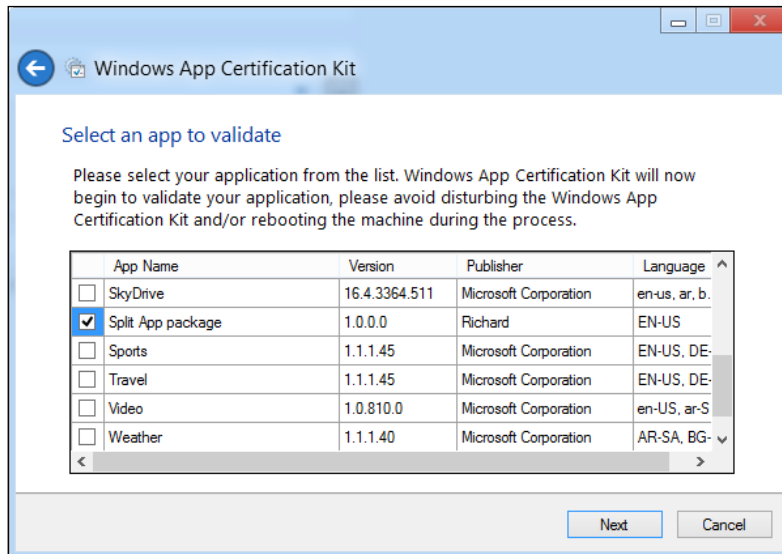 Windows App Certification Kit
Select an app to validate
Please select your application from the list. Windows App Certification Kit will now
begin to validate your application, please avoid disturbing the Windows App
Certification Kit and/or rebooting the machine during the process.
App Name Version Publisher Language
SkyDrive 16.4.3364.511 Microsoft Corporation en-us, ar, b.
Split App package 1.0.0.0 Richard EN-US
Sports 1.1.1.45 Microsoft Corporation EN-US, DE-
Travel 1.1.1.45 Microsoft Corporation EN-US, DE-
Video 1.0.810.0 Microsoft Corporation en-US, ar-S
Weather 1.1.1.40 Microsoft Corporation AR-SA, BG-
Next Cancel